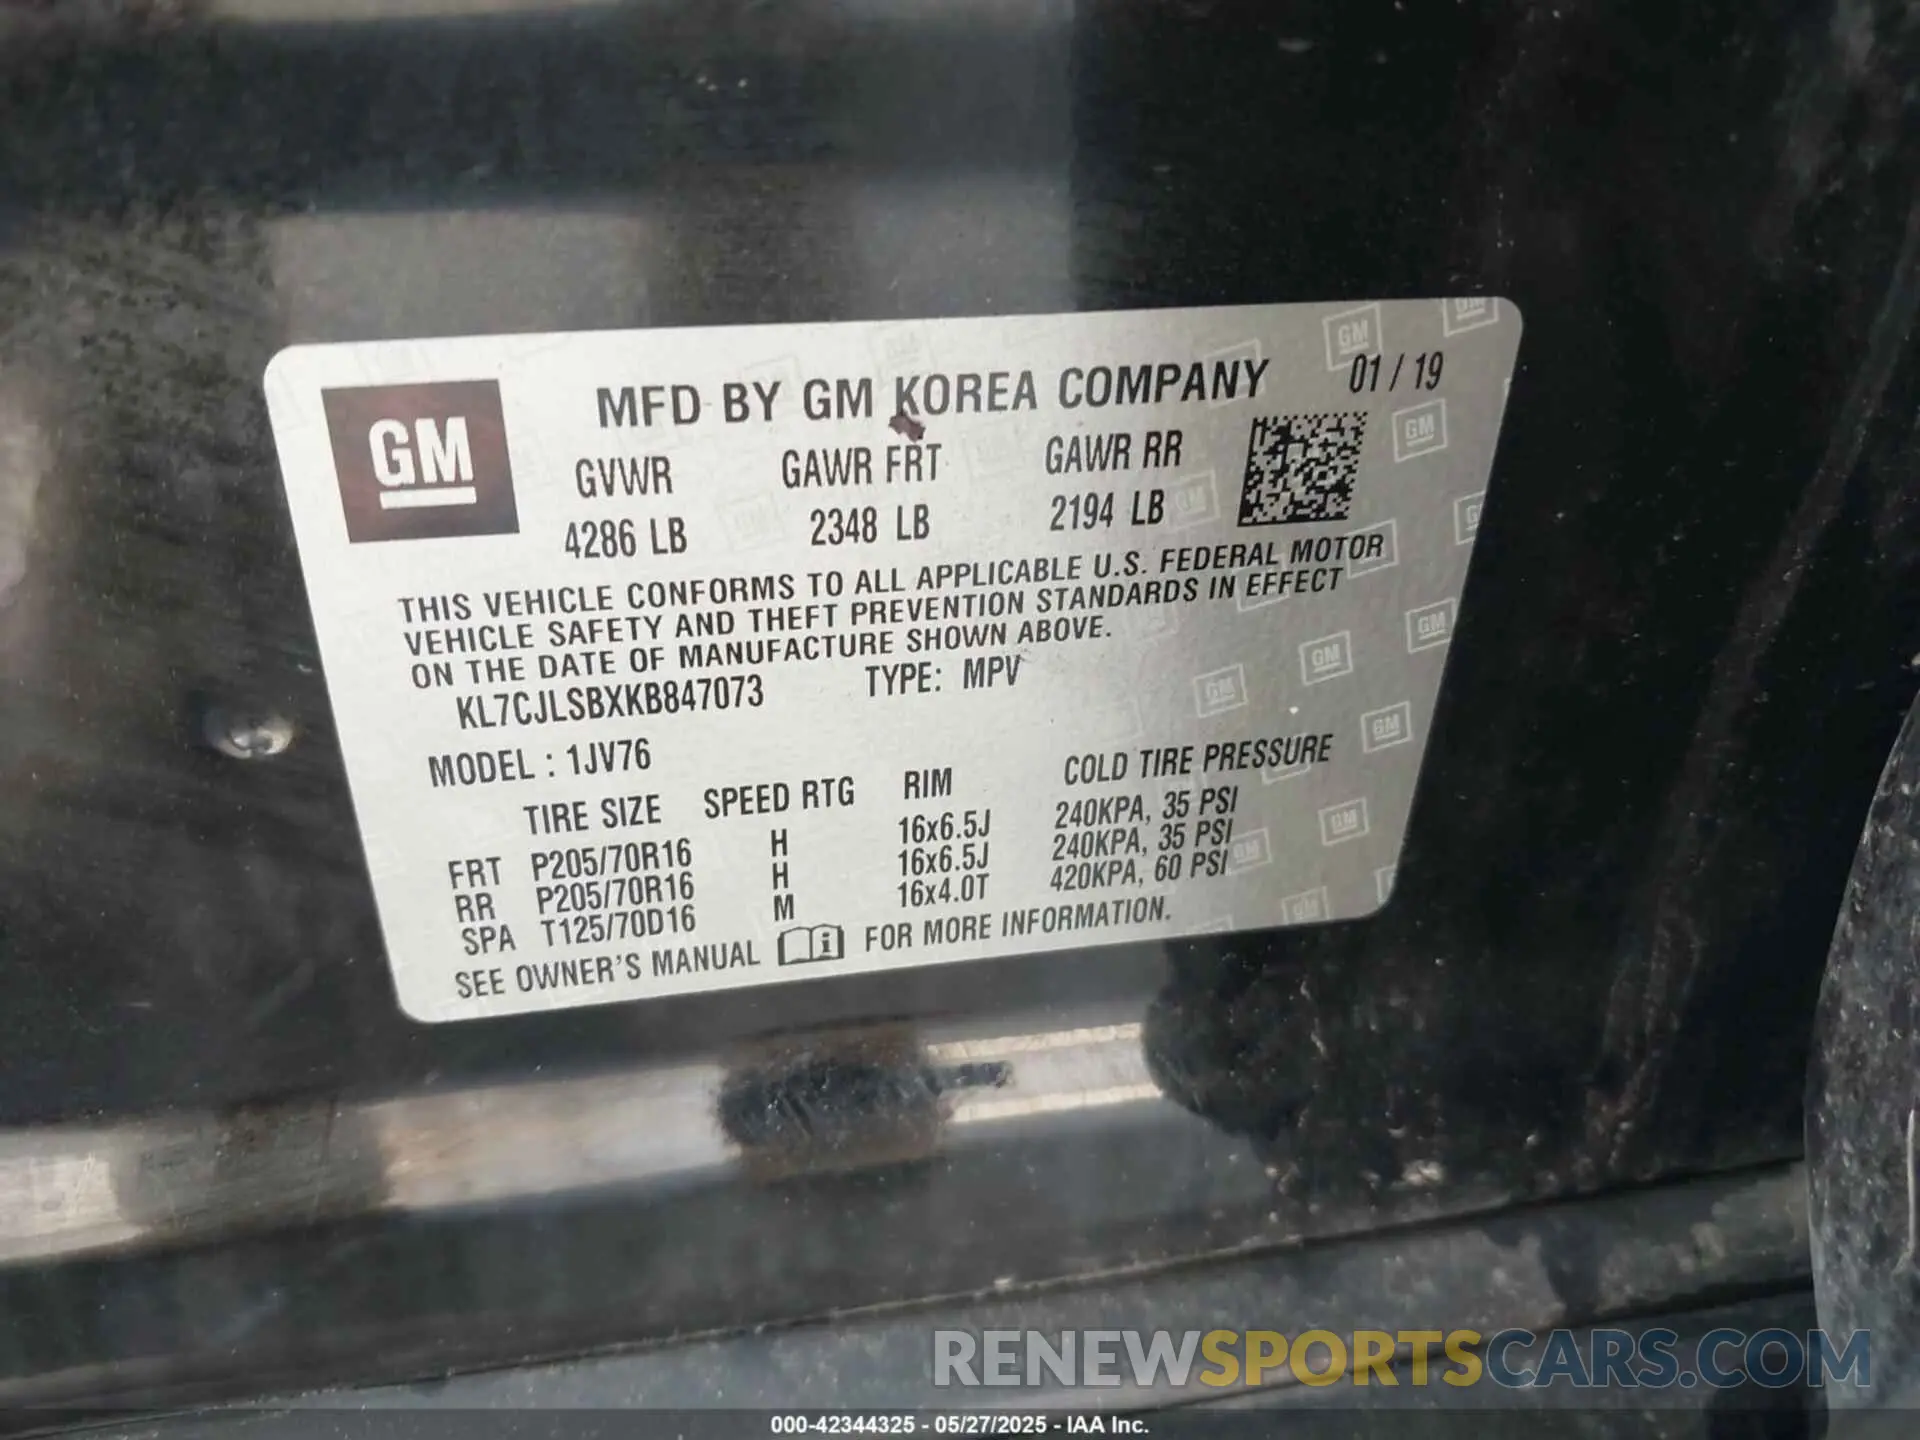 GM
MFD BY GM KOREA COMPANY 01 / 19
GVWR GAWR FRT GAWR RR
4286 LB 2348 LB 2194 LB
THIS VEHICLE CONFORMS TO ALL APPLICABLE U.S. FEDERAL MOTOR
VEHICLE SAFETY AND THEFT PREVENTION STANDARDS IN EFFECT
ON THE DATE OF MANUFACTURE SHOWN ABOVE.
KL7CJLSBXKB847073 TYPE: MPV
MODEL : 1JV76
TIRE SIZE SPEED RTG RIM COLD TIRE PRESSURE
FRT P205/70R16 H 16x6.5J 240KPA, 35 PSI
RR P205/70R16 H 16x6.5J 240KPA, 35 PSI
SPA T125/70D16 M 16x4.0T 420KPA, 60 PSI
SEE OWNER'S MANUAL FOR MORE INFORMATION.
RENEWSPORTSCARS.COM
000-42344325 - 05/27/2025 - IAA Inc.